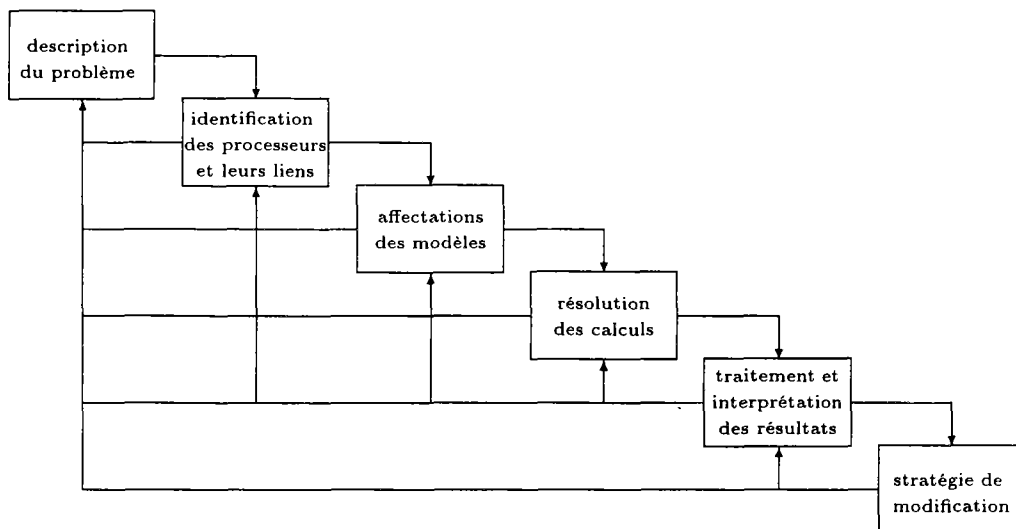 description
du problème
identification
des processeurs
et leurs liens
affectations
des modèles
résolution
des calculs
traitement et
interprétation
des résultats
stratégie de
modification